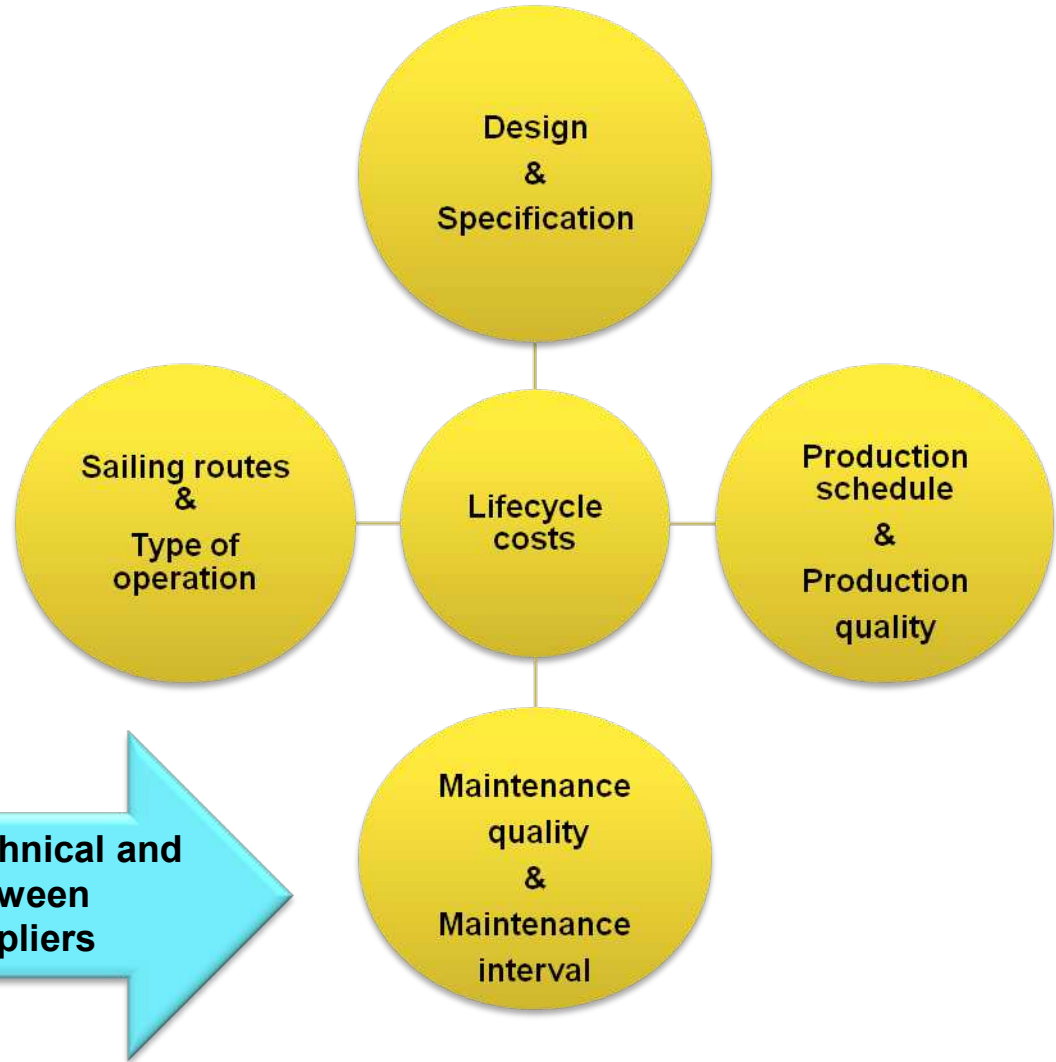 Design
&
Specification
Sailing routes
&
Type of
operation
Lifecycle
costs
Production
schedule
&
Production
quality
Maintenance
quality
&
Maintenance
interval
hnical and
ween
pliers